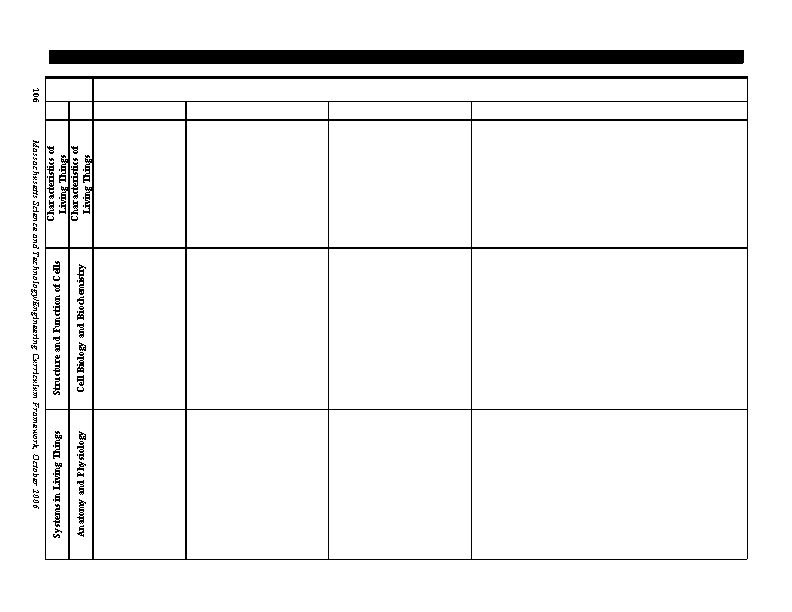 106
Massachusetts Science and Technology/Engineering Curriculum Framework, October 2006
Characteristics of
Living Things
Characteristics of
Living Things
Structure and Function of Cells
Cell Biology and Biochemistry
Systems in Living Things
Anatomy and Physiology